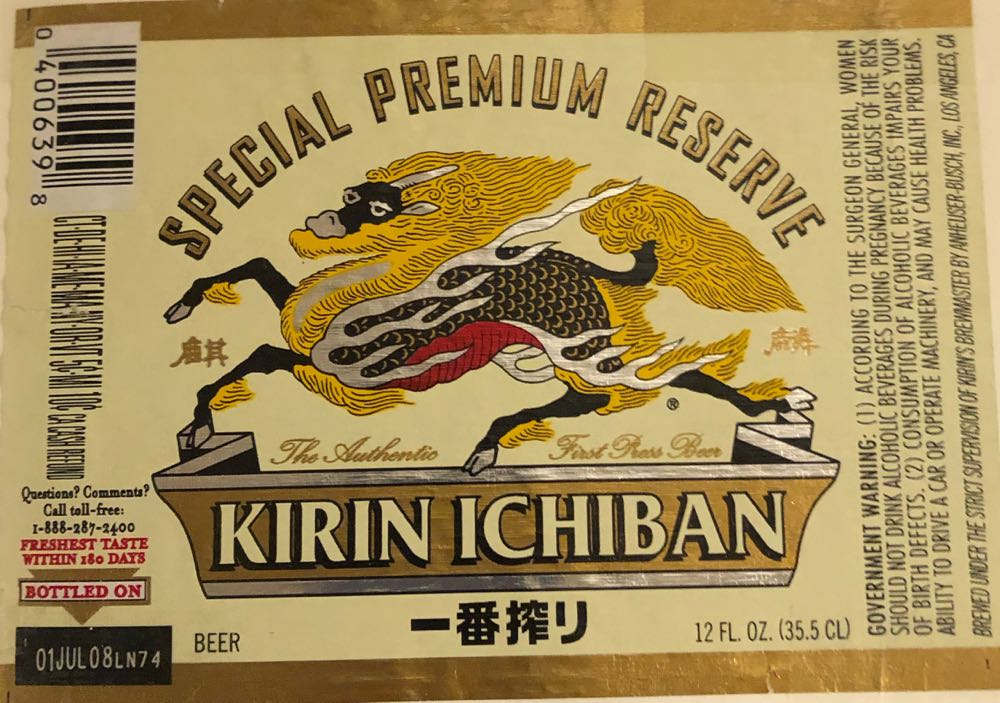 SPECIAL PREMIUM RESERVE
麒
麟
®
The Authentic
First Press Beer
KIRIN ICHIBAN
一番搾り
BEER
12 FL. OZ. (35.5 CL)
0 400639 8
Questions? Comments?
Call toll-free:
1-888-287-2400
FRESHEST TASTE
WITHIN 180 DAYS
BOTTLED ON
01JUL08LN74
GOVERNMENT WARNING: (1) ACCORDING TO THE SURGEON GENERAL, WOMEN
SHOULD NOT DRINK ALCOHOLIC BEVERAGES DURING PREGNANCY BECAUSE OF THE RISK
OF BIRTH DEFECTS. (2) CONSUMPTION OF ALCOHOLIC BEVERAGES IMPAIRS YOUR
ABILITY TO DRIVE A CAR OR OPERATE MACHINERY, AND MAY CAUSE HEALTH PROBLEMS.
BREWED UNDER THE STRICT SUPERVISION OF KIRIN'S BREWMASTER BY ANHEUSER-BUSCH, INC., LOS ANGELES, CA